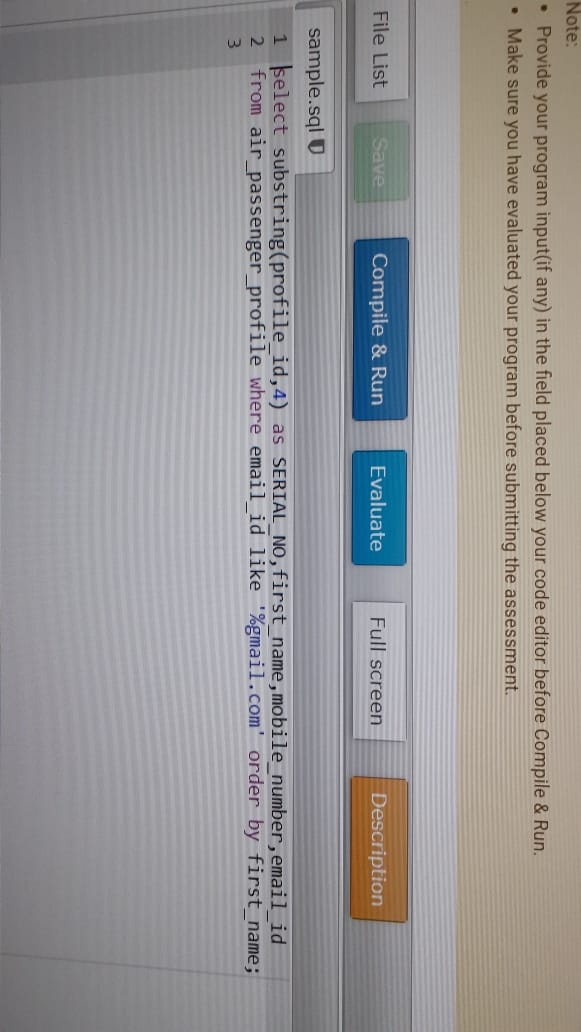 Note:
• Provide your program input(if any) in the field placed below your code editor before Compile & Run.
• Make sure you have evaluated your program before submitting the assessment.
File List Save Compile & Run Evaluate Full screen Description
sample.sql
1 select substring(profile_id,4) as SERIAL_NO,first_name,mobile_number,email_id
2 from air_passenger_profile where email_id like '%gmail.com' order by first_name;
3